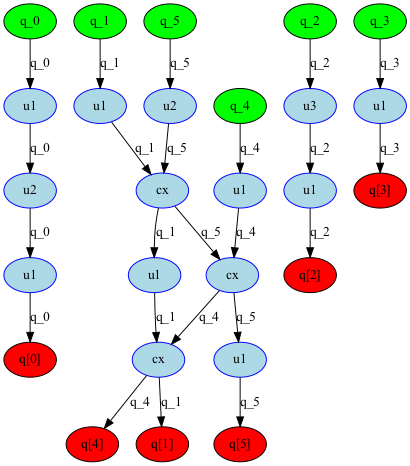 q_0 q_1 q_5 q_2 q_3
q_0 q_1 q_5 q_2 q_3
u1 u1 u2 q_4 u3 u1
q_0 q_1 q_5 q_4 q_2 q_3
u2 cx u1 u1 q[3]
q_0 q_1 q_5 q_4 q_2
u1 u1 cx q[2]
q_0 q_1 q_4 q_5
q[0] cx u1
q_4 q_1 q_5
q[4] q[1] q[5]